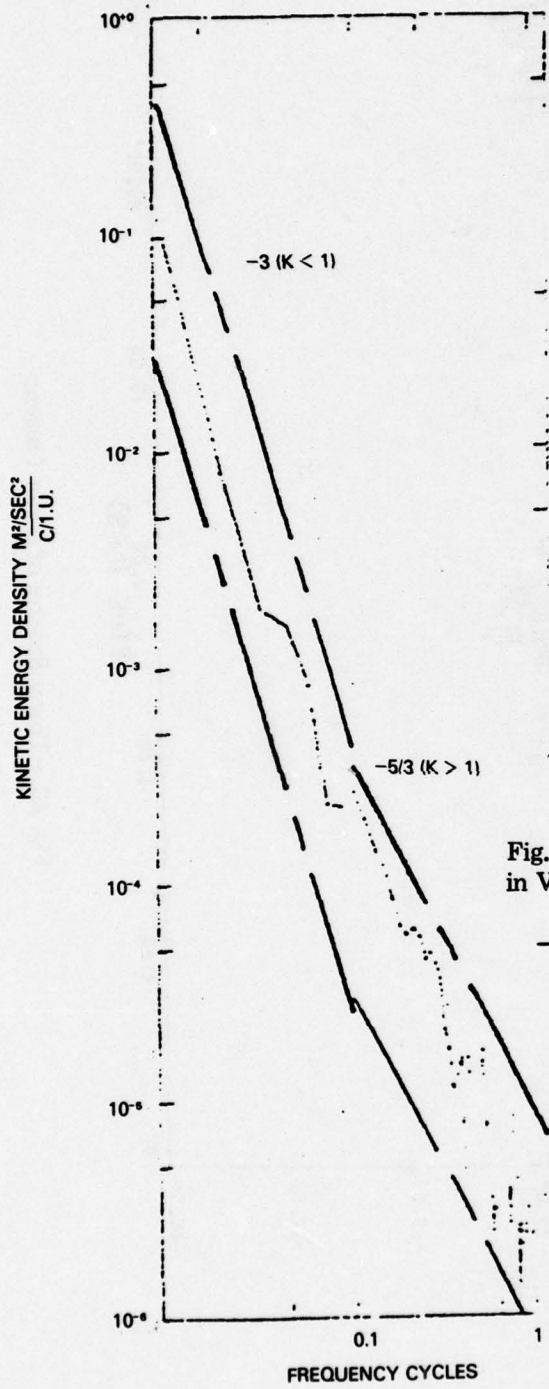 10⁺⁰
10⁻¹
−3 (K < 1)
10⁻²
KINETIC ENERGY DENSITY M²/SEC²
C/1.U.
10⁻³
−5/3 (K > 1)
Fig.
in V
10⁻⁴
10⁻⁵
10⁻⁶
0.1
1
FREQUENCY CYCLES